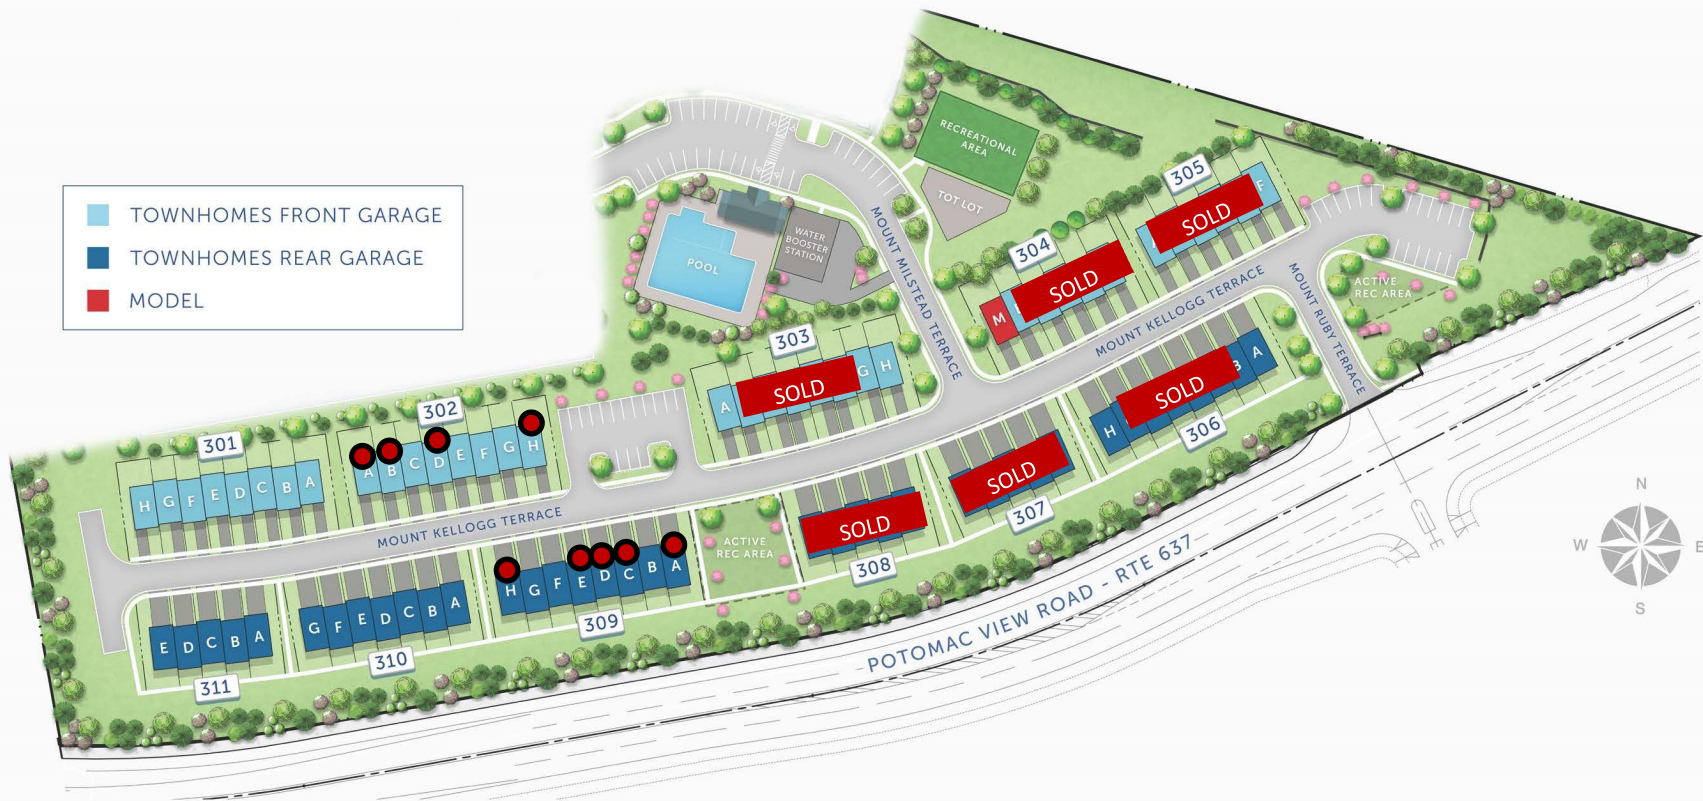 TOWNHOMES FRONT GARAGE
TOWNHOMES REAR GARAGE
MODEL
RECREATIONAL
AREA
TOT LOT
305
SOLD
F
304
M
SOLD
WATER
BOOSTER
STATION
POOL
MOUNT MILSTEAD TERRACE
MOUNT KELLOGG TERRACE
MOUNT RUBY TERRACE
ACTIVE
REC AREA
303
A
SOLD
G H
302
A B C D E F G H
301
H G F E D C B A
MOUNT KELLOGG TERRACE
H
SOLD
B A
306
SOLD
307
SOLD
308
ACTIVE
REC AREA
H G F E D C B A
309
G F E D C B A
310
E D C B A
311
POTOMAC VIEW ROAD - RTE 637
N
W E
S